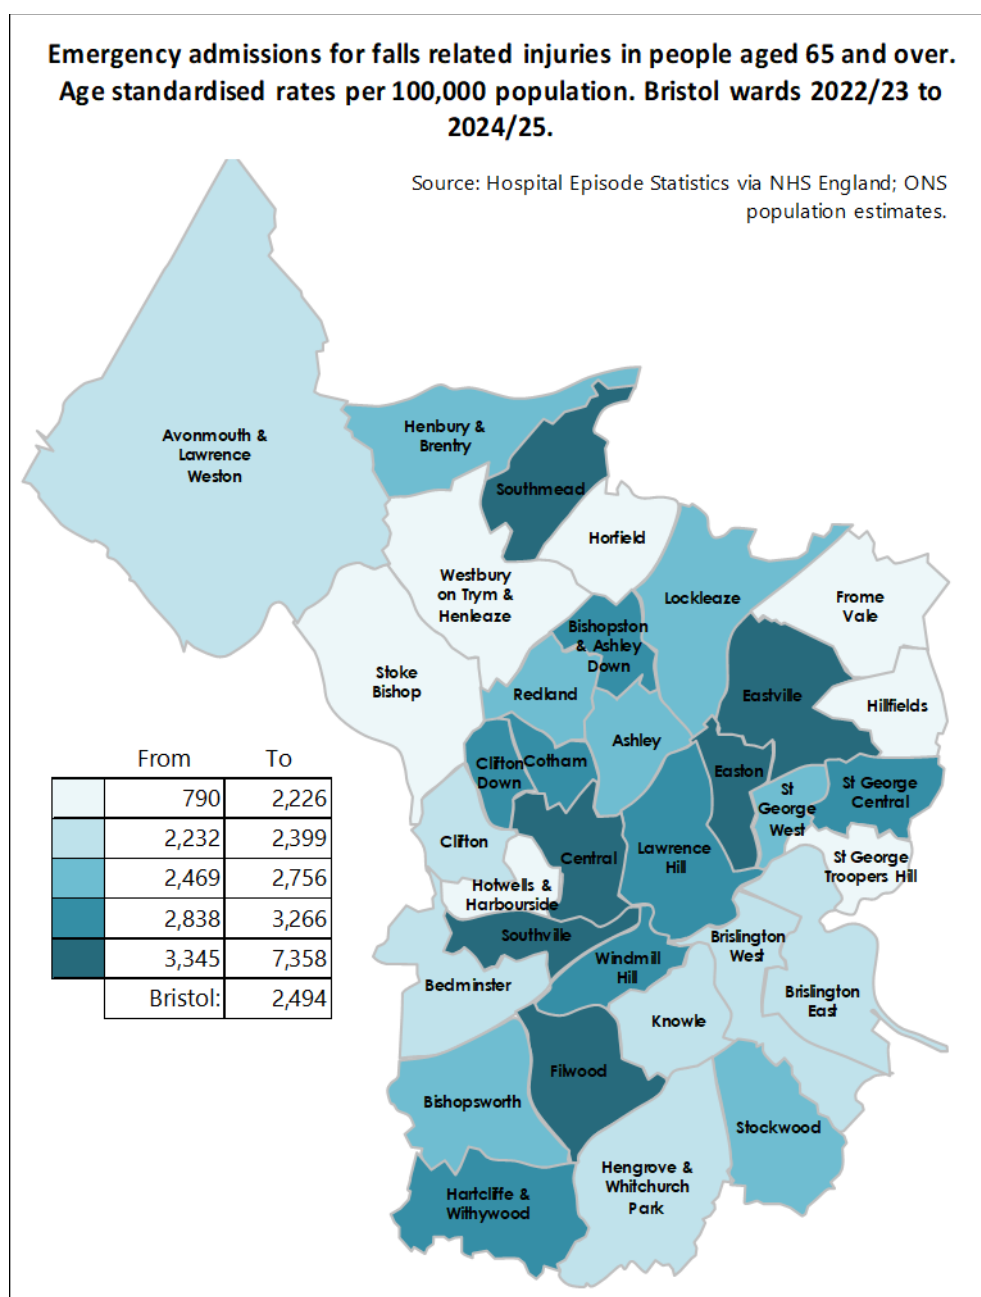 Emergency admissions for falls related injuries in people aged 65 and over.
Age standardised rates per 100,000 population. Bristol wards 2022/23 to
2024/25.
Source: Hospital Episode Statistics via NHS England; ONS
population estimates.
Avonmouth &
Lawrence
Weston
Henbury &
Brentry
Southmead
Horfield
Westbury
on Trym &
Henleaze
Lockleaze
Frome
Vale
Bishopston
& Ashley
Down
Stoke
Bishop
Redland
Eastville
Hillfields
Ashley
Clifton
Down
Cotham
Easton
St
George
West
St George
Central
Clifton
Central
Lawrence
Hill
St George
Troopers Hill
Hotwells &
Harbourside
Southville
Windmill
Hill
Brislington
West
Bedminster
Brislington
East
Knowle
Filwood
Bishopsworth
Stockwood
Hengrove &
Whitchurch
Park
Hartcliffe &
Withywood
From To
790 2,226
2,232 2,399
2,469 2,756
2,838 3,266
3,345 7,358
Bristol: 2,494